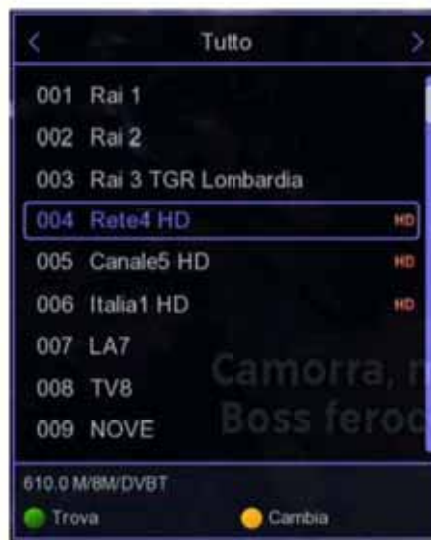 < Tutto >
001 Rai 1
002 Rai 2
003 Rai 3 TGR Lombardia
004 Rete4 HD HD
005 Canale5 HD HD
006 Italia1 HD HD
007 LA7
008 TV8
009 NOVE
Camorra,
Boss feroc
610.0 M/8M/DVBT
Trova Cambia